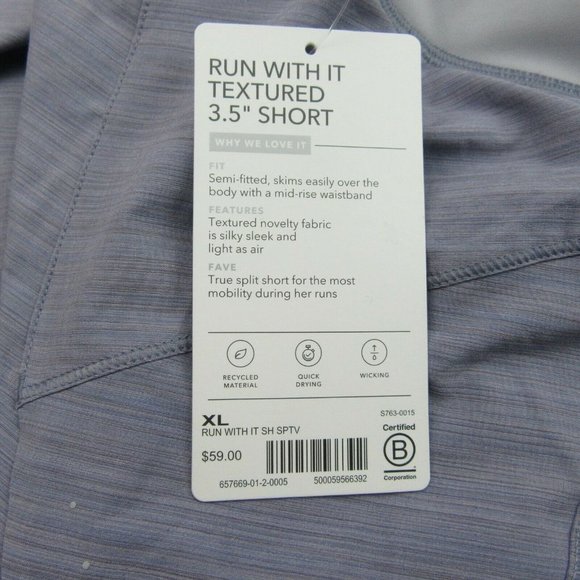 RUN WITH IT
TEXTURED
3.5" SHORT
WHY WE LOVE IT
FIT
Semi-fitted, skims easily over the
body with a mid-rise waistband
FEATURES
Textured novelty fabric
is silky sleek and
light as air
FAVE
True split short for the most
mobility during her runs
RECYCLED
MATERIAL
QUICK
DRYING
WICKING
XL
RUN WITH IT SH SPTV
$59.00
657669-01-2-0005
500059566392
S763-0015
Certified
B
Corporation